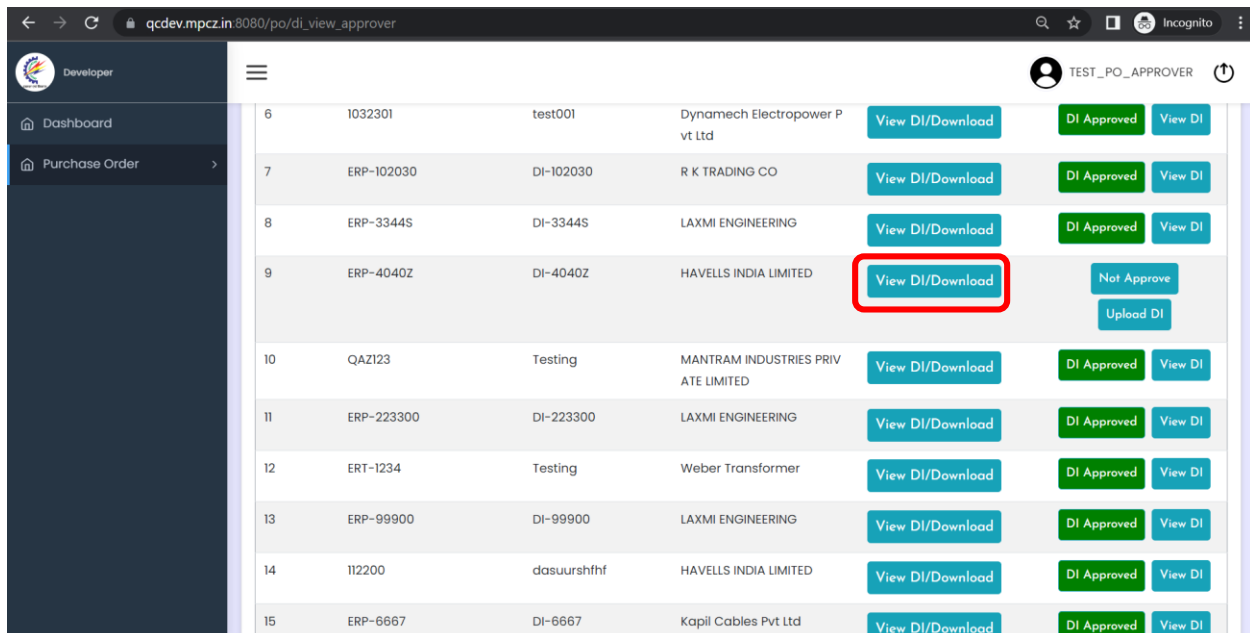 qcdev.mpcz.in:8080/po/di_view_approver
Incognito
Developer
TEST_PO_APPROVER
Dashboard
Purchase Order
6 1032301 test001 Dynamech Electropower P View DI/Download DI Approved View DI
vt Ltd
7 ERP-102030 DI-102030 R K TRADING CO View DI/Download DI Approved View DI
8 ERP-3344S DI-3344S LAXMI ENGINEERING View DI/Download DI Approved View DI
9 ERP-4040Z DI-4040Z HAVELLS INDIA LIMITED View DI/Download Not Approve
Upload DI
10 QAZ123 Testing MANTRAM INDUSTRIES PRIV View DI/Download DI Approved View DI
ATE LIMITED
11 ERP-223300 DI-223300 LAXMI ENGINEERING View DI/Download DI Approved View DI
12 ERT-1234 Testing Weber Transformer View DI/Download DI Approved View DI
13 ERP-99900 DI-99900 LAXMI ENGINEERING View DI/Download DI Approved View DI
14 112200 dasuurshfhf HAVELLS INDIA LIMITED View DI/Download DI Approved View DI
15 ERP-6667 DI-6667 Kapil Cables Pvt Ltd View DI/Download DI Approved View DI